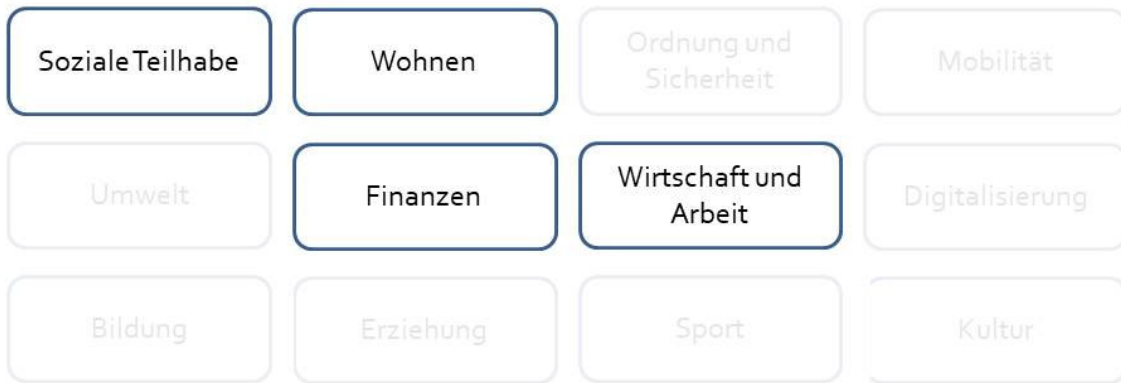 Soziale Teilhabe
Wohnen
Ordnung und
Sicherheit
Mobilität
Umwelt
Finanzen
Wirtschaft und
Arbeit
Digitalisierung
Bildung
Erziehung
Sport
Kultur